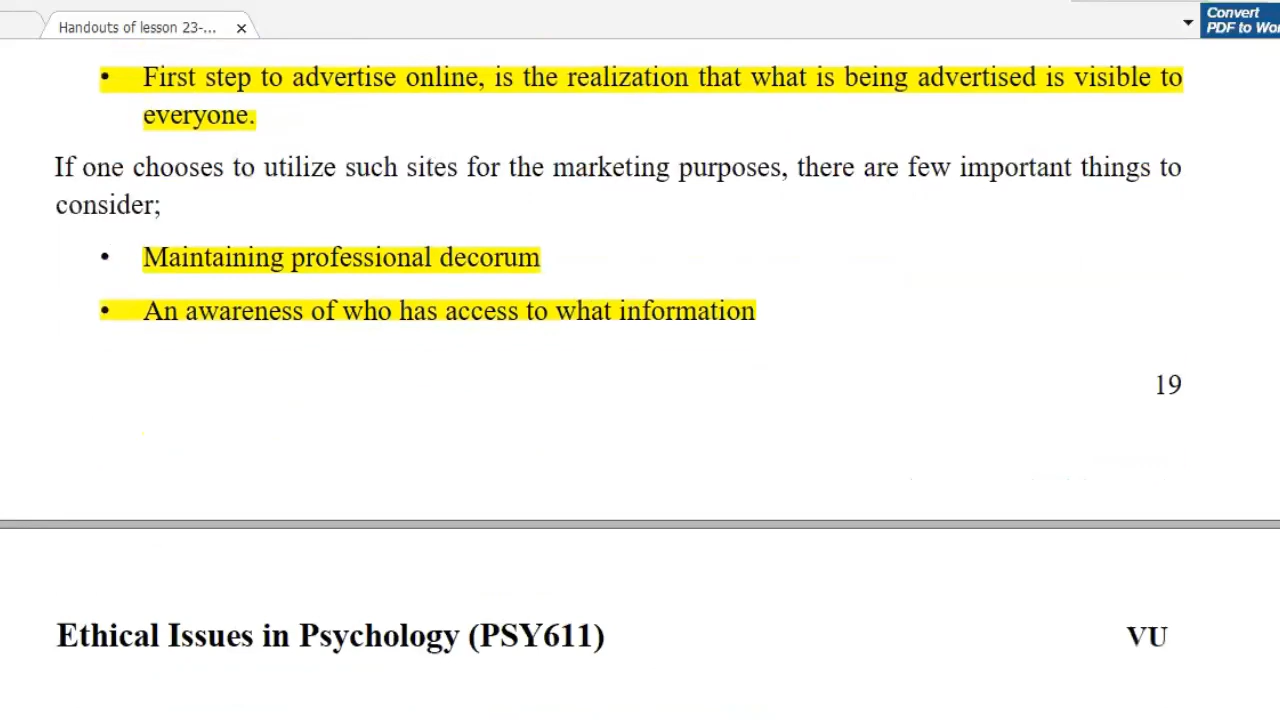 Handouts of lesson 23-... x
Convert
PDF to Wor
• First step to advertise online, is the realization that what is being advertised is visible to
everyone.
If one chooses to utilize such sites for the marketing purposes, there are few important things to
consider;
• Maintaining professional decorum
• An awareness of who has access to what information
19
Ethical Issues in Psychology (PSY611) VU